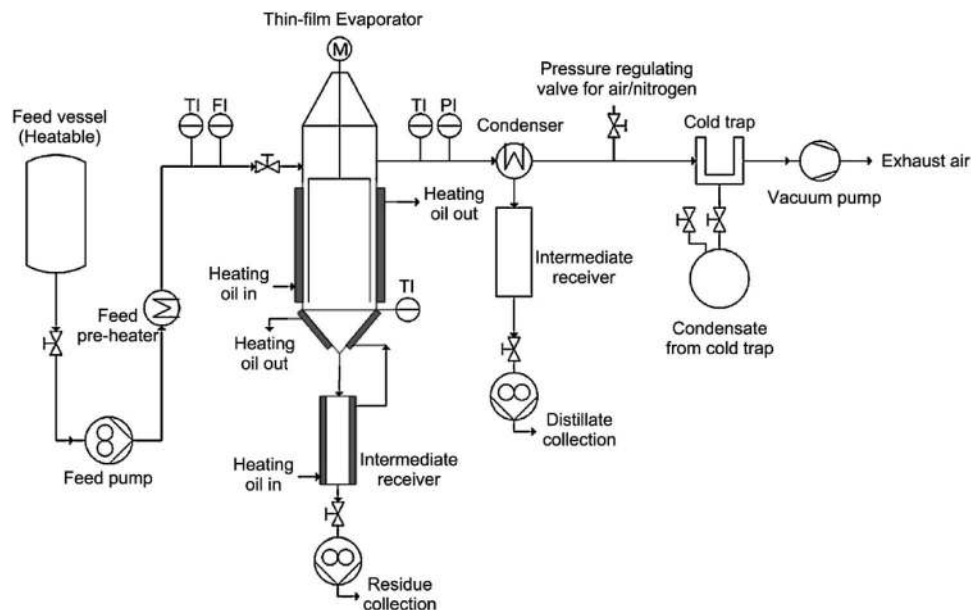 Thin-film Evaporator
M
Pressure regulating
valve for air/nitrogen
TI FI
TI PI
Feed vessel
(Heatable)
Condenser
Cold trap
Exhaust air
Vacuum pump
Heating
oil out
Intermediate
receiver
Heating
oil in
TI
Feed
pre-heater
Heating
oil out
Condensate
from cold trap
Distillate
collection
Feed pump
Heating
oil in
Intermediate
receiver
Residue
collection